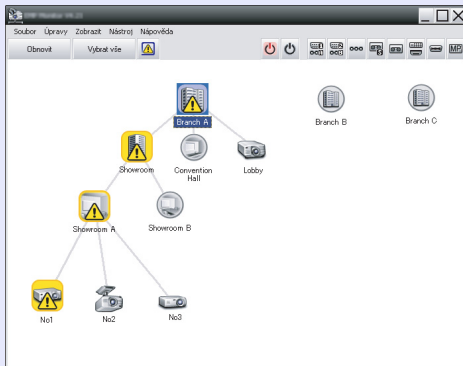 Soubor Úpravy Zobrazit Nástroj Nápověda
Obnovit Vybrat vše MP
Branch A Branch B Branch C
Showroom Convention Hall Lobby
Showroom A Showroom B
No1 No2 No3